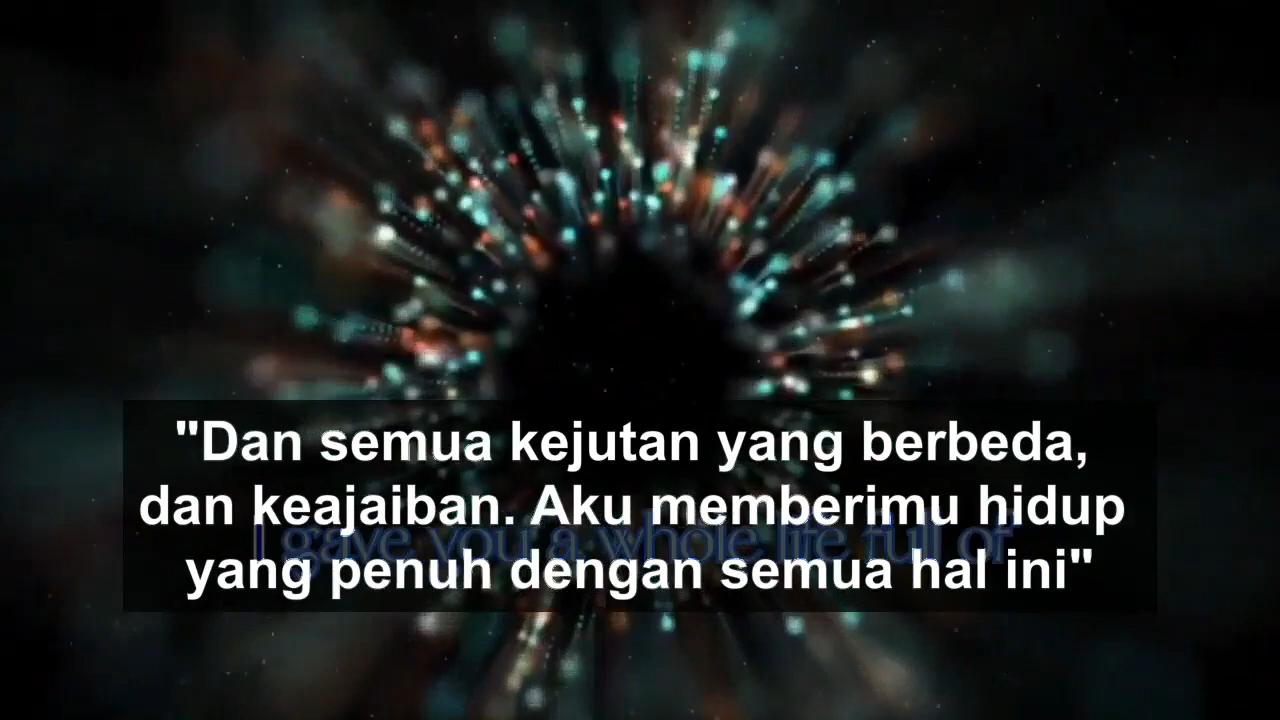 "Dan semua kejutan yang berbeda,
dan keajaiban. Aku memberimu hidup
I gave you a whole life full of
yang penuh dengan semua hal ini"